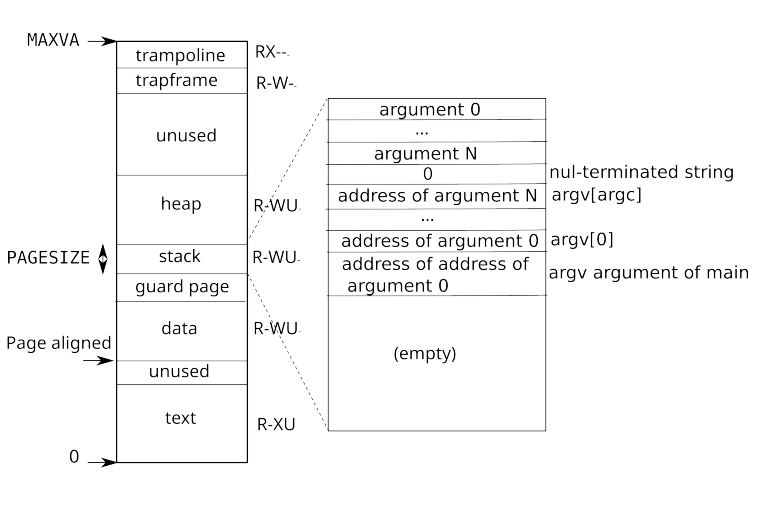 MAXVA
trampoline
RX--
trapframe
R-W-
unused
heap
R-WU
PAGESIZE
stack
R-WU
guard page
data
R-WU
Page aligned
unused
text
R-XU
0
argument 0
...
argument N
0
nul-terminated string
address of argument N
argv[argc]
...
address of argument 0
argv[0]
address of address of
argument 0
argv argument of main
(empty)